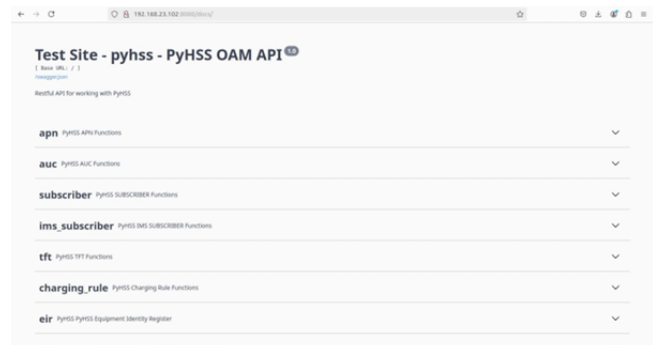 192.168.23.102:8080/docs/
Test Site - pyhss - PyHSS OAM API 1.0
[ Base URL: / ]
/swagger.json
Restful API for working with PyHSS
apn PyHSS APN Functions
auc PyHSS AUC Functions
subscriber PyHSS SUBSCRIBER Functions
ims_subscriber PyHSS IMS SUBSCRIBER Functions
tft PyHSS TFT Functions
charging_rule PyHSS Charging Rule Functions
eir PyHSS PyHSS Equipment Identity Register